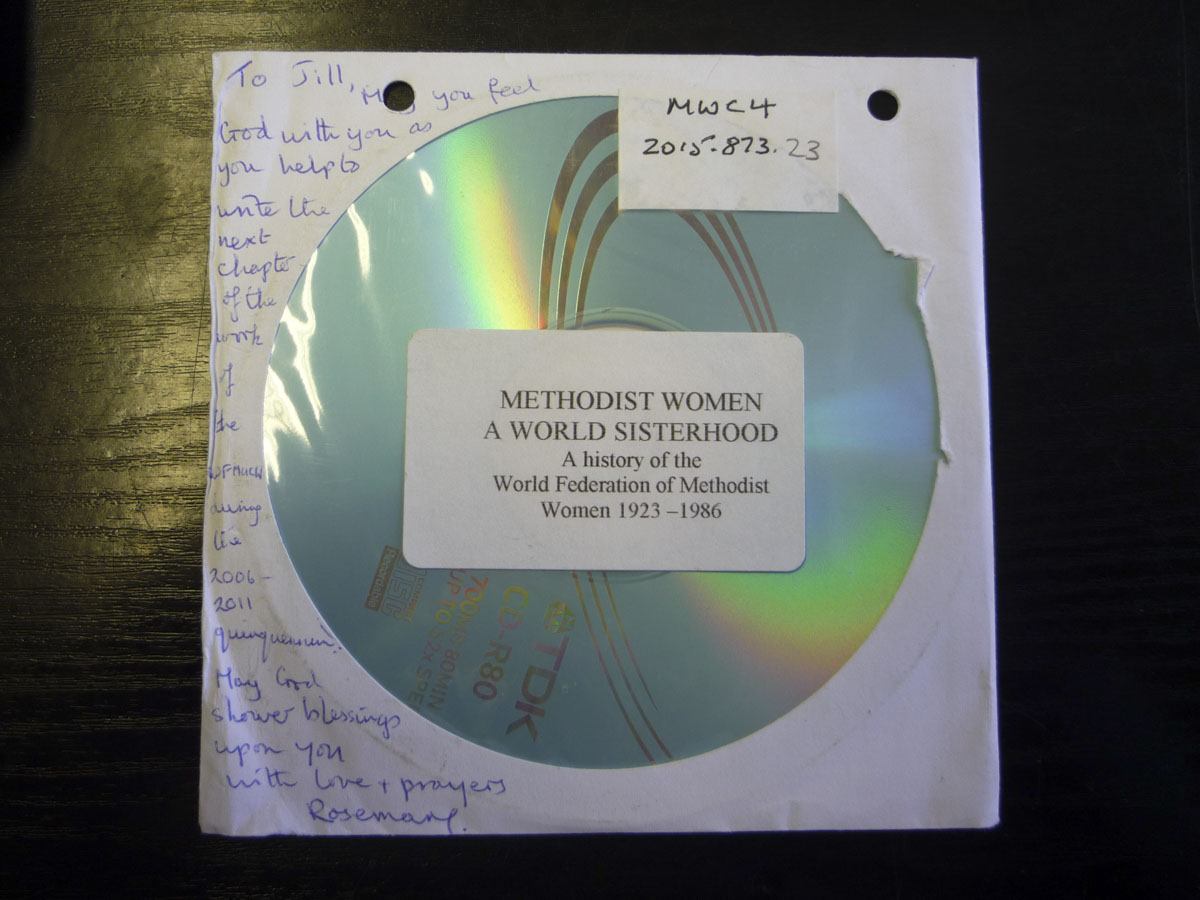 To Jill,
May you feel
God with you as
you help to
write the
next
chapter
of the
work
of
the
WFMUCW
during
the
2006 –
2011
quinquennium.
May God
shower blessings
upon you
with love + prayers
Rosemary.
MWC4
2015.873.23
METHODIST WOMEN
A WORLD SISTERHOOD
A history of the
World Federation of Methodist
Women 1923 –1986
TDK
CD-R80
700MB 80MIN
UP TO 52X SPE
Recordable